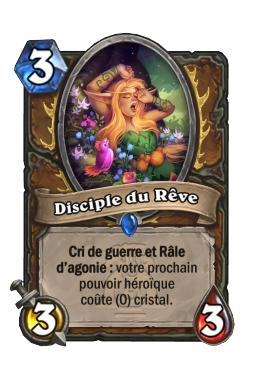 3
Disciple du Rêve
Cri de guerre et Râle
d'agonie : votre prochain
pouvoir héroïque
coûte (0) cristal.
3 3